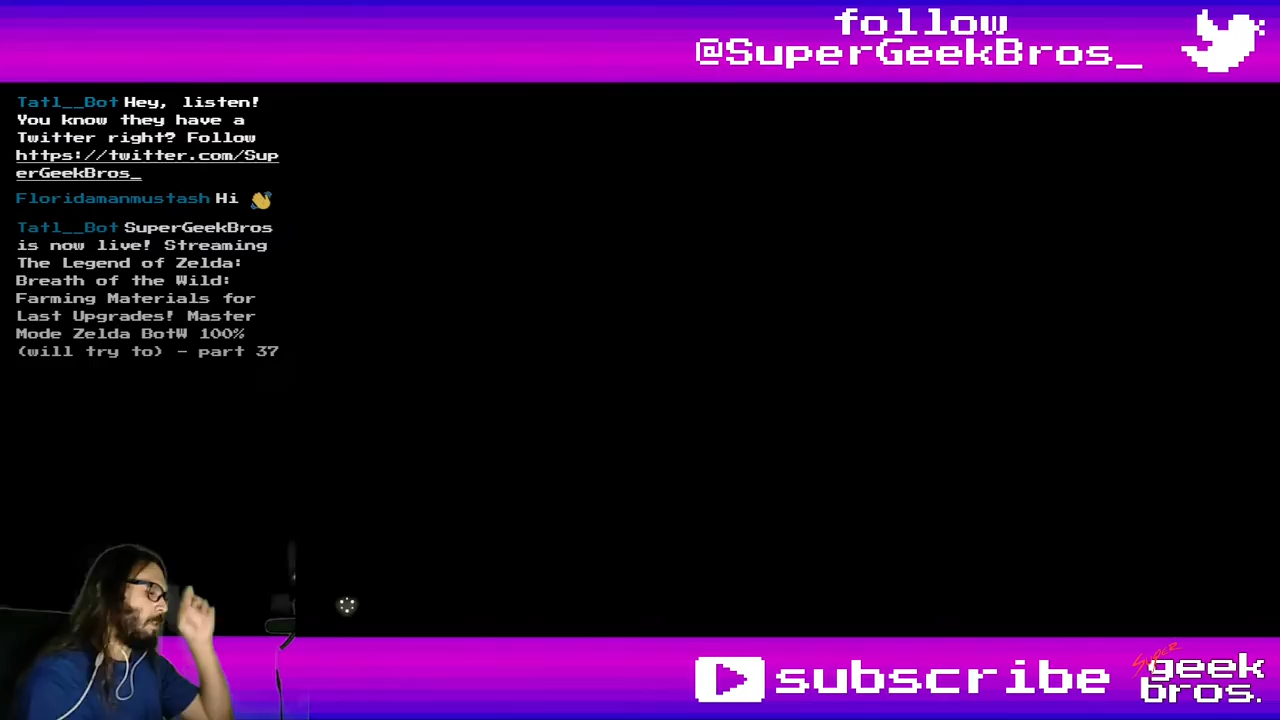 follow
@SuperGeekBros_
Tatl__Bot Hey, listen!
You know they have a
Twitter right? Follow
https://twitter.com/Sup
erGeekBros_
Floridamanmustash Hi 👋
Tatl__Bot SuperGeekBros
is now live! Streaming
The Legend of Zelda:
Breath of the Wild:
Farming Materials for
Last Upgrades! Master
Mode Zelda BotW 100%
(will try to) - part 37
subscribe
super
geek
bros.